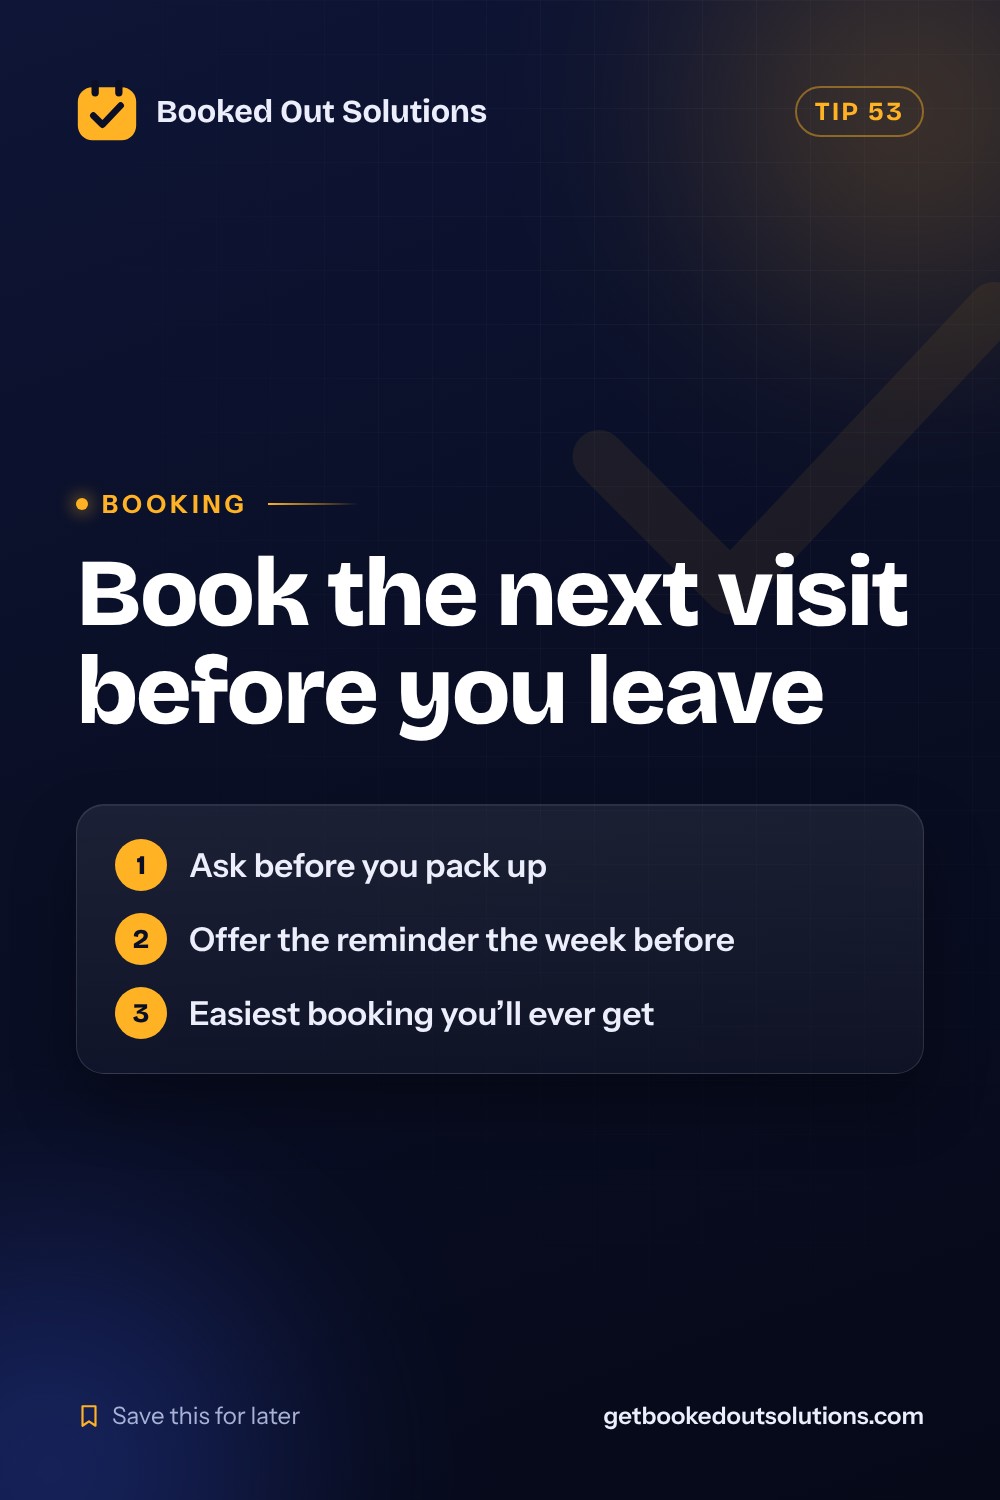 Booked Out Solutions
TIP 53
BOOKING
Book the next visit
before you leave
1 Ask before you pack up
2 Offer the reminder the week before
3 Easiest booking you’ll ever get
Save this for later
getbookedoutsolutions.com